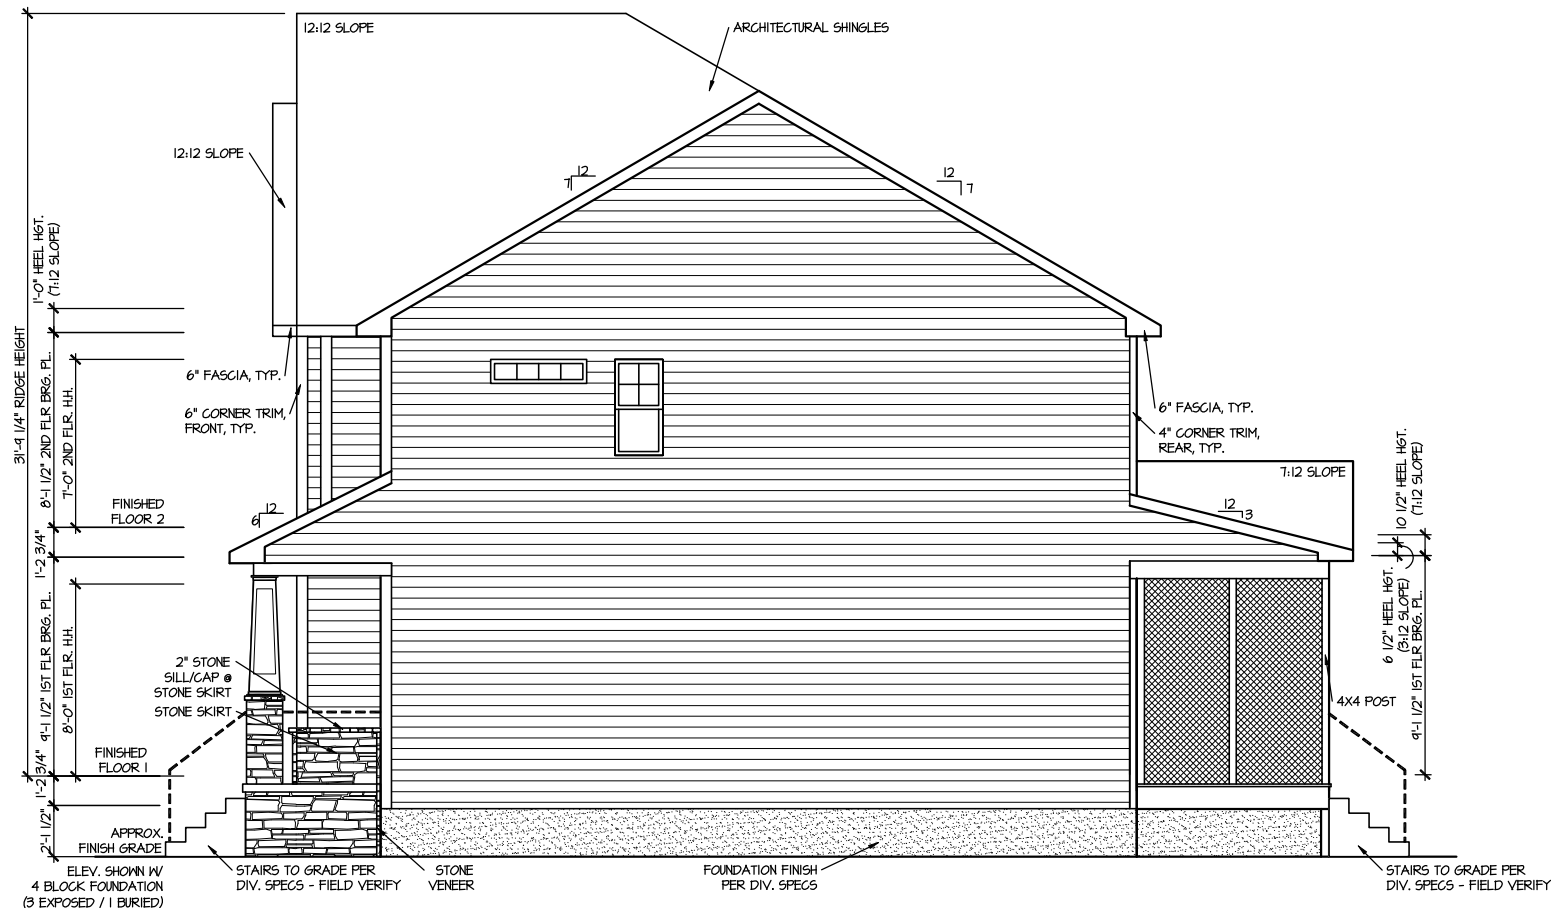 12:12 SLOPE
ARCHITECTURAL SHINGLES
12:12 SLOPE
12
7
12
7
1'-0" HEEL HGT.
(7:12 SLOPE)
31'-9 1/4" RIDGE HEIGHT
8'-1 1/2" 2ND FLR BRG. PL.
7'-0" 2ND FLR. H.H.
6" FASCIA, TYP.
6" CORNER TRIM,
FRONT, TYP.
6" FASCIA, TYP.
4" CORNER TRIM,
REAR, TYP.
7:12 SLOPE
10 1/2" HEEL HGT.
(7:12 SLOPE)
FINISHED
FLOOR 2
12
6
12
3
1'-2 3/4"
9'-1 1/2" 1ST FLR BRG. PL.
8'-0" 1ST FLR. H.H.
6 1/2" HEEL HGT.
(3:12 SLOPE)
9'-1 1/2" 1ST FLR BRG. PL.
2" STONE
SILL/CAP @
STONE SKIRT
STONE SKIRT
4X4 POST
FINISHED
FLOOR 1
1'-2 3/4"
2'-1 1/2"
APPROX.
FINISH GRADE
ELEV. SHOWN W/
4 BLOCK FOUNDATION
(3 EXPOSED / 1 BURIED)
STAIRS TO GRADE PER
DIV. SPECS - FIELD VERIFY
STONE
VENEER
FOUNDATION FINISH
PER DIV. SPECS
STAIRS TO GRADE PER
DIV. SPECS - FIELD VERIFY